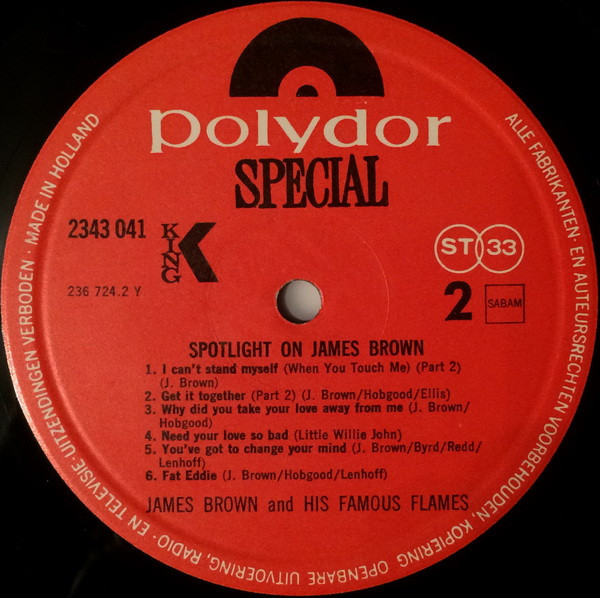 polydor
SPECIAL
2343 041
KING K
ST 33
236 724.2 Y
2
SABAM
SPOTLIGHT ON JAMES BROWN
1. I can't stand myself (When You Touch Me) (Part 2)
(J. Brown)
2. Get it together (Part 2) (J. Brown/Hobgood/Ellis)
3. Why did you take your love away from me (J. Brown/
Hobgood)
4. Need your love so bad (Little Willie John)
5. You've got to change your mind (J. Brown/Byrd/Redd/
Lenhoff)
6. Fat Eddie (J. Brown/Hobgood/Lenhoff)
JAMES BROWN and HIS FAMOUS FLAMES
ALLE FABRIKANTEN- EN AUTEURSRECHTEN VOORBEHOUDEN, KOPIERING OPENBARE UITVOERING, RADIO- EN TELEVISIE-UITZENDINGEN VERBODEN · MADE IN HOLLAND